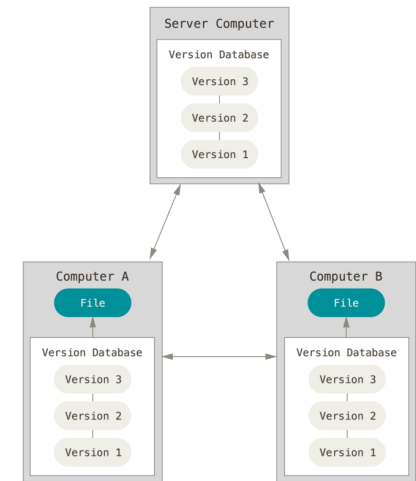 Server Computer
Version Database
Version 3
Version 2
Version 1
Computer A
File
Version Database
Version 3
Version 2
Version 1
Computer B
File
Version Database
Version 3
Version 2
Version 1